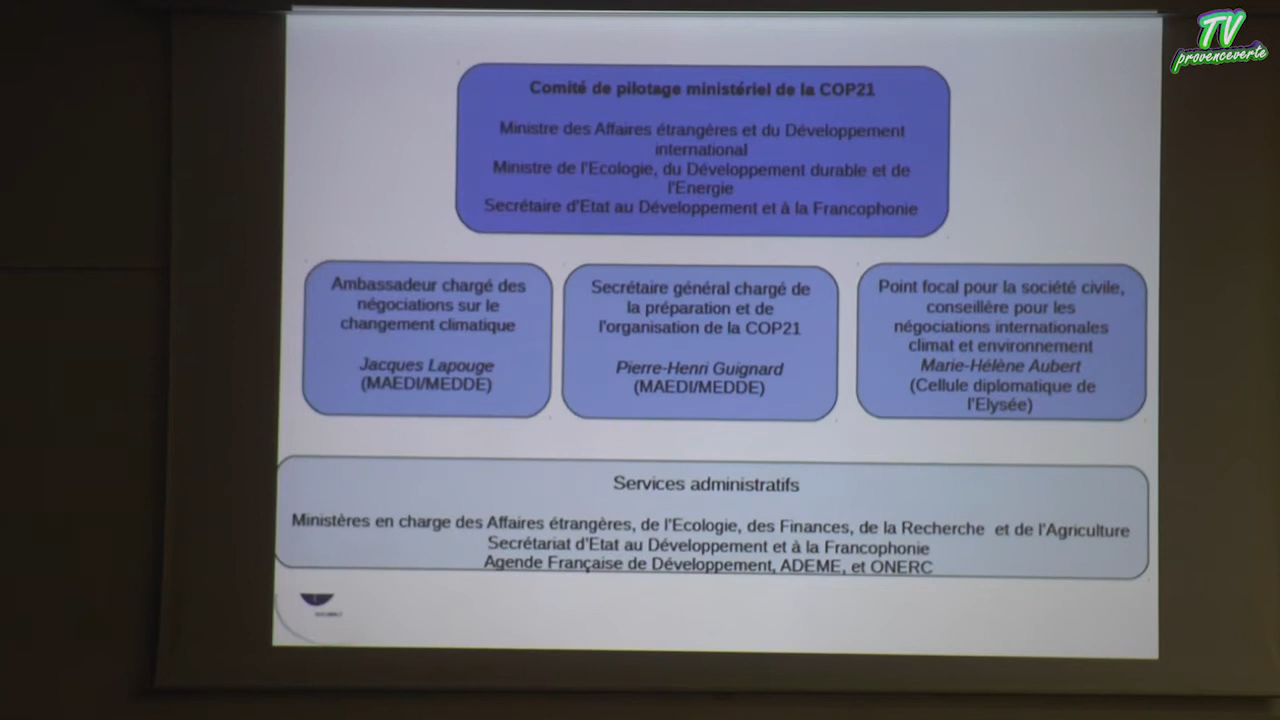 TV
provenceverte
Comité de pilotage ministériel de la COP21
Ministre des Affaires étrangères et du Développement
international
Ministre de l'Ecologie, du Développement durable et de
l'Energie
Secrétaire d'Etat au Développement et à la Francophonie
Ambassadeur chargé des
négociations sur le
changement climatique
Jacques Lapouge
(MAEDI/MEDDE)
Secrétaire général chargé de
la préparation et de
l'organisation de la COP21
Pierre-Henri Guignard
(MAEDI/MEDDE)
Point focal pour la société civile,
conseillère pour les
négociations internationales
climat et environnement
Marie-Hélène Aubert
(Cellule diplomatique de
l'Elysée)
Services administratifs
Ministères en charge des Affaires étrangères, de l'Ecologie, des Finances, de la Recherche et de l'Agriculture
Secrétariat d'Etat au Développement et à la Francophonie
Agende Française de Développement, ADEME, et ONERC